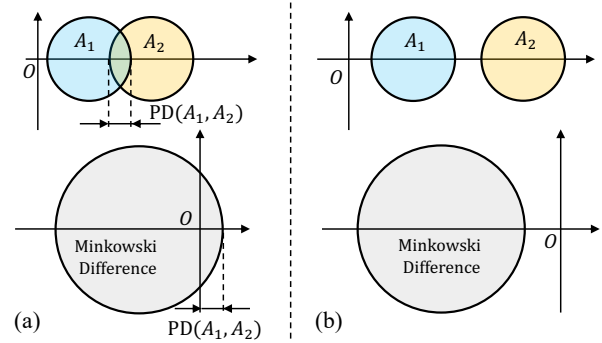 A₁ A₂
O
PD(A₁, A₂)
O
Minkowski
Difference
(a)
PD(A₁, A₂)
A₁ A₂
O
O
Minkowski
Difference
(b)